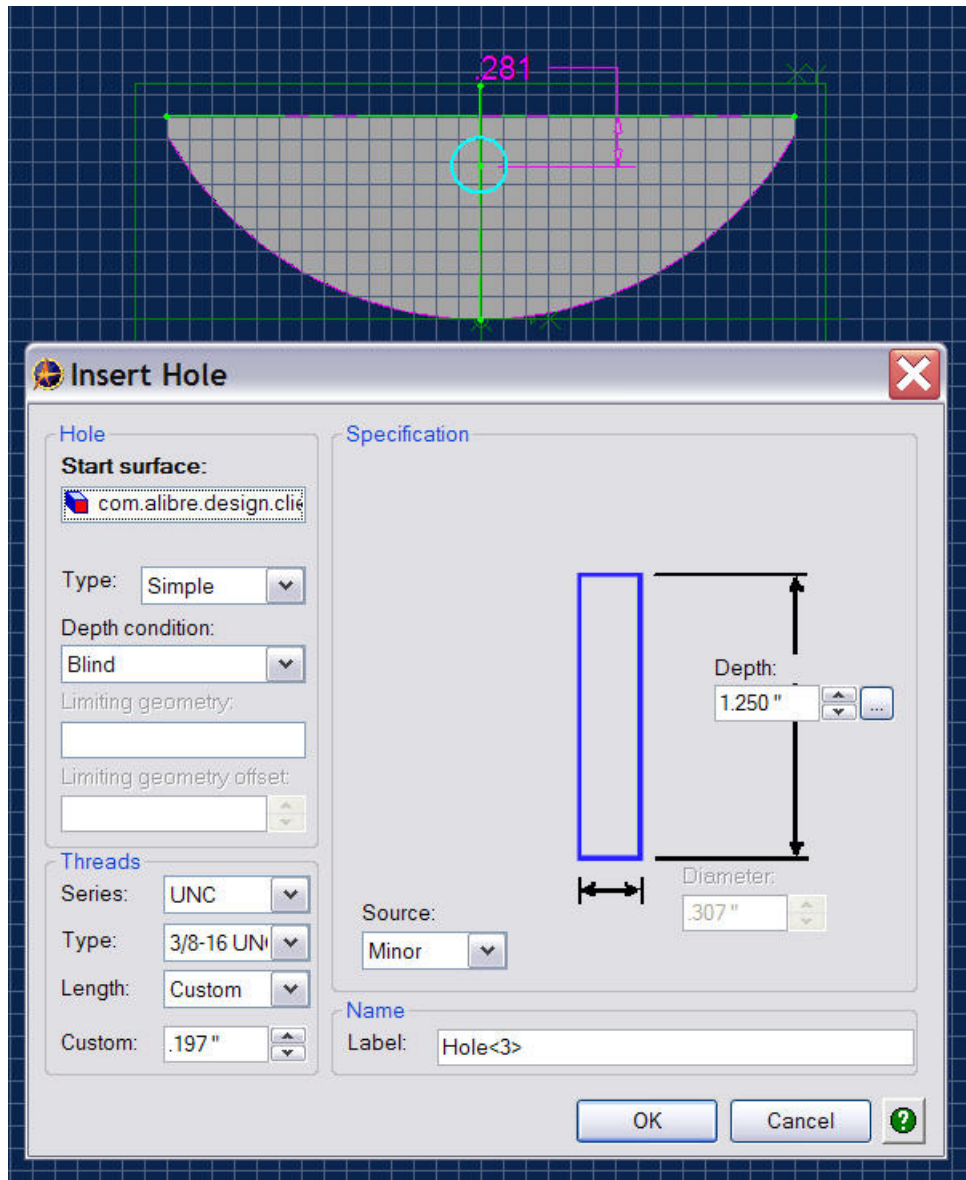 .281
XY
X
Insert Hole
Hole
Start surface:
com.alibre.design.clie
Type: Simple
Depth condition:
Blind
Limiting geometry:
Limiting geometry offset:
Threads
Series: UNC
Type: 3/8-16 UN
Length: Custom
Custom: .197 "
Specification
Depth:
1.250 "
...
Diameter:
.307 "
Source:
Minor
Name
Label: Hole<3>
OK Cancel ?